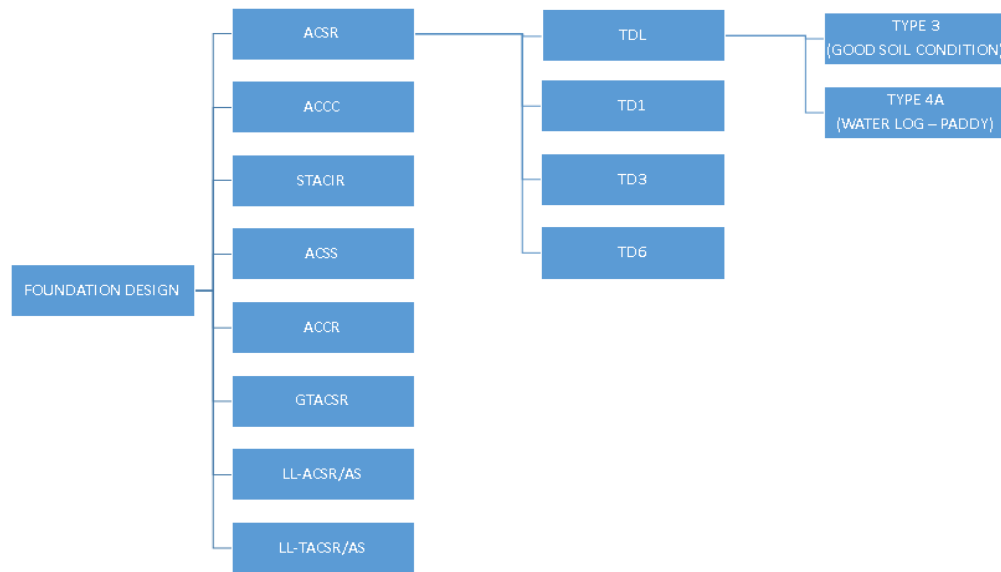 ACSR
TDL
TYPE 3
(GOOD SOIL CONDITION)
ACCC
TD1
TYPE 4A
(WATER LOG – PADDY)
STACIR
TD3
ACSS
TD6
FOUNDATION DESIGN
ACCR
GTACSR
LL-ACSR/AS
LL-TACSR/AS